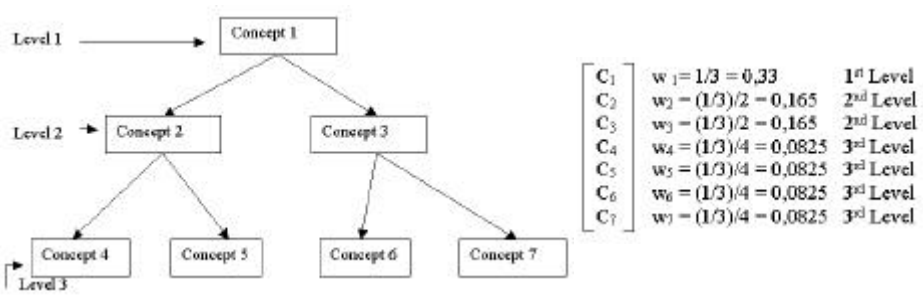 Level 1
Concept 1
Level 2
Concept 2
Concept 3
Concept 4
Concept 5
Concept 6
Concept 7
Level 3
C1 w 1= 1/3 = 0,33 1st Level
C2 w2 = (1/3)/2 = 0,165 2nd Level
C3 w3 = (1/3)/2 = 0,165 2nd Level
C4 w4 = (1/3)/4 = 0,0825 3rd Level
C5 w5 = (1/3)/4 = 0,0825 3rd Level
C6 w6 = (1/3)/4 = 0,0825 3rd Level
C7 w7 = (1/3)/4 = 0,0825 3rd Level